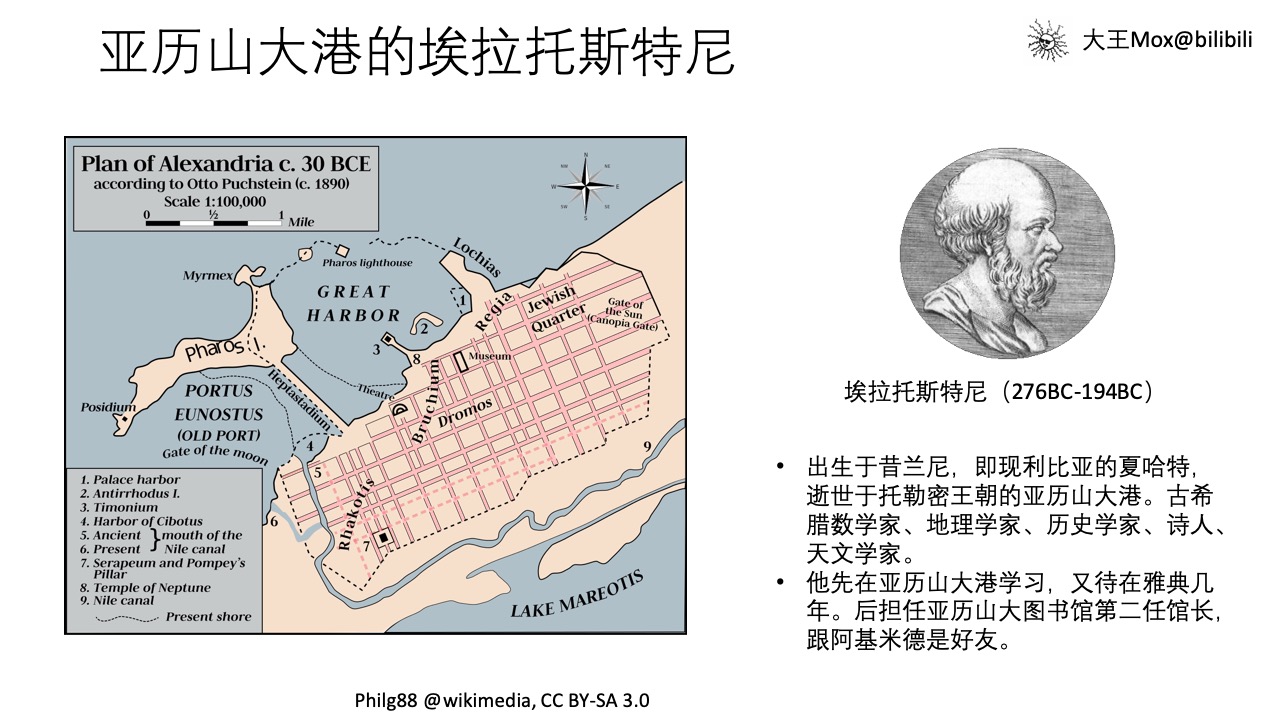 亚历山大港的埃拉托斯特尼
大王Mox@bilibili
Plan of Alexandria c. 30 BCE
according to Otto Puchstein (c. 1890)
Scale 1:100,000
0 ½ 1 Mile
N
NW NE
W E
SW SE
S
Lochias
Pharos lighthouse
Myrmex
GREAT
HARBOR
1
2
3
8
Regia
Jewish
Quarter
Gate of
the Sun
(Canopia Gate)
Museum
Pharos I.
Theatre
Heptastadium
Bruchium
Dromos
PORTUS
EUNOSTUS
(OLD PORT)
Posidium
Gate of the moon
4
5
6
7
9
Rhakotis
LAKE MAREOTIS
1. Palace harbor
2. Antirrhodus I.
3. Timonium
4. Harbor of Cibotus
5. Ancient } mouth of the
6. Present } Nile canal
7. Serapeum and Pompey's
Pillar
8. Temple of Neptune
9. Nile canal
Present shore
Philg88 @wikimedia, CC BY-SA 3.0
埃拉托斯特尼（276BC-194BC）
• 出生于昔兰尼，即现利比亚的夏哈特，
逝世于托勒密王朝的亚历山大港。古希
腊数学家、地理学家、历史学家、诗人、
天文学家。
• 他先在亚历山大港学习，又待在雅典几
年。后担任亚历山大图书馆第二任馆长，
跟阿基米德是好友。